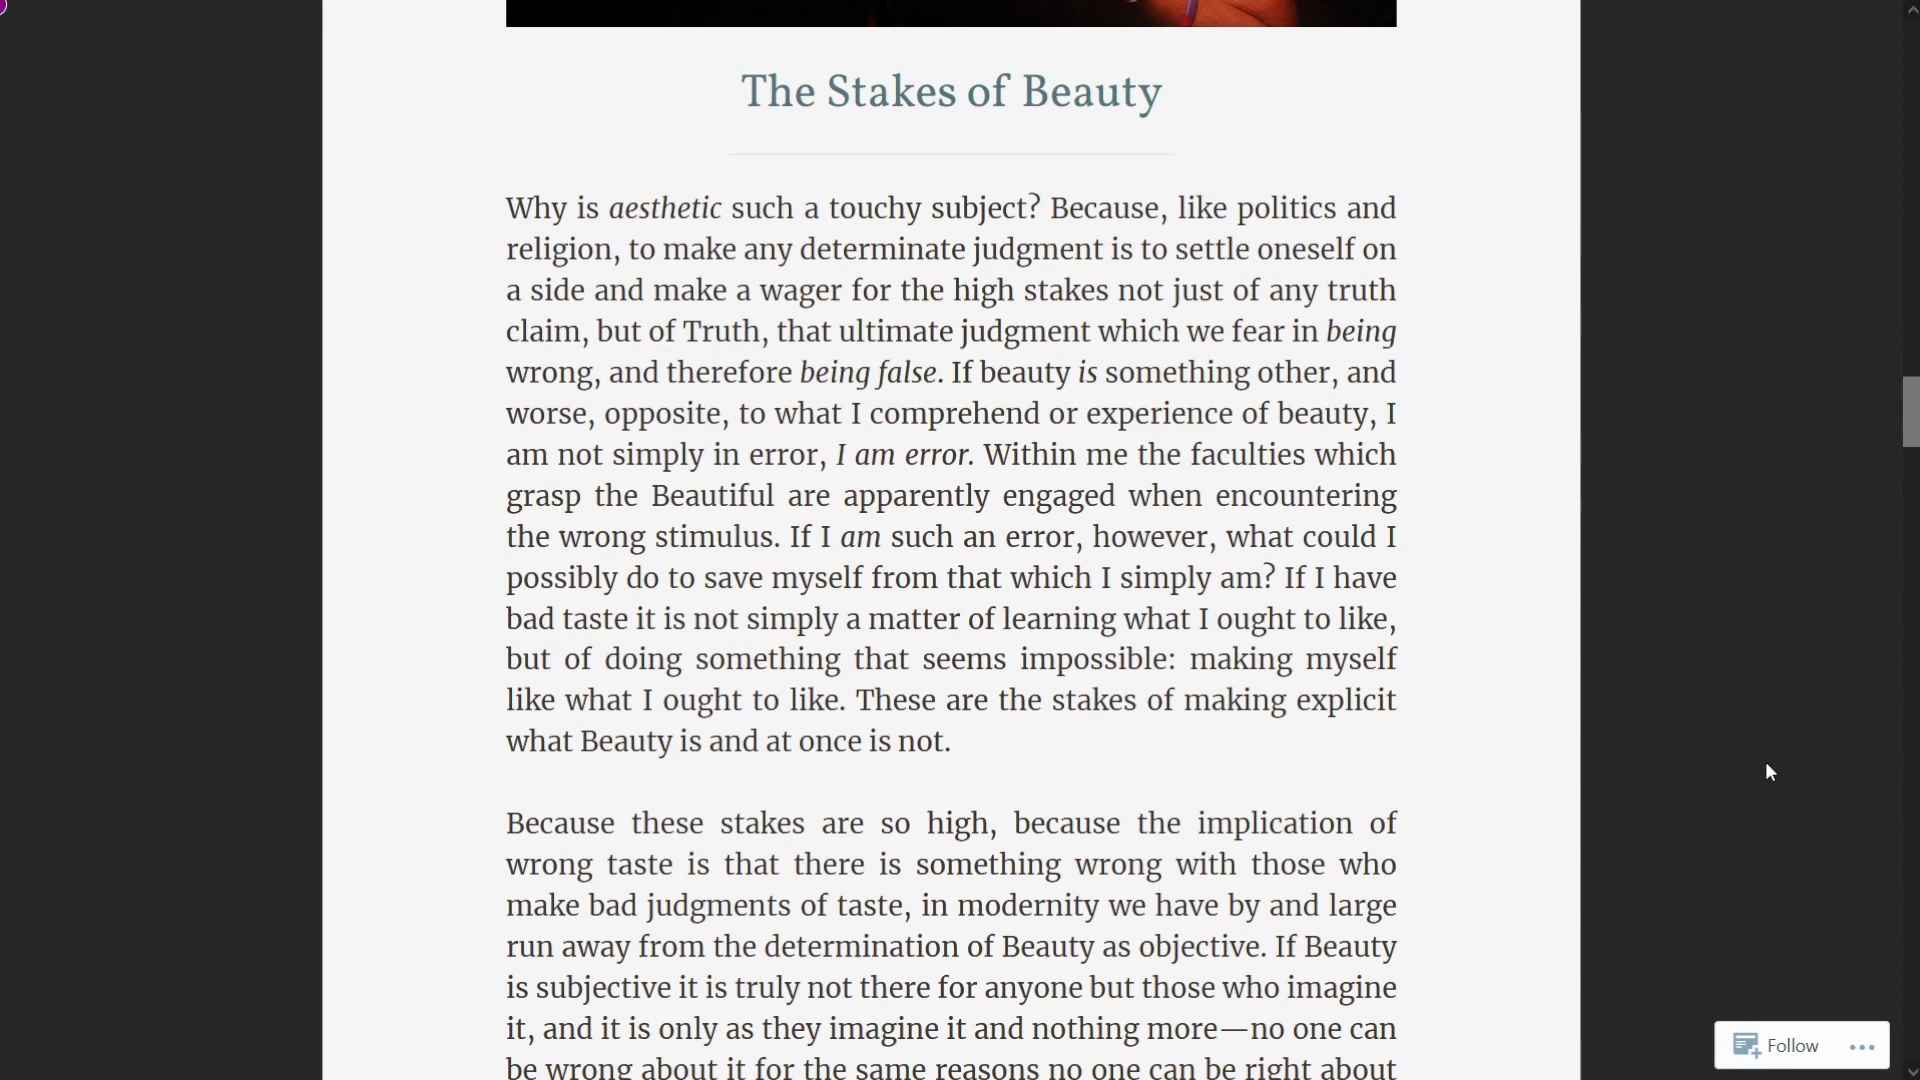 The Stakes of Beauty
Why is aesthetic such a touchy subject? Because, like politics and
religion, to make any determinate judgment is to settle oneself on
a side and make a wager for the high stakes not just of any truth
claim, but of Truth, that ultimate judgment which we fear in being
wrong, and therefore being false. If beauty is something other, and
worse, opposite, to what I comprehend or experience of beauty, I
am not simply in error, I am error. Within me the faculties which
grasp the Beautiful are apparently engaged when encountering
the wrong stimulus. If I am such an error, however, what could I
possibly do to save myself from that which I simply am? If I have
bad taste it is not simply a matter of learning what I ought to like,
but of doing something that seems impossible: making myself
like what I ought to like. These are the stakes of making explicit
what Beauty is and at once is not.
Because these stakes are so high, because the implication of
wrong taste is that there is something wrong with those who
make bad judgments of taste, in modernity we have by and large
run away from the determination of Beauty as objective. If Beauty
is subjective it is truly not there for anyone but those who imagine
it, and it is only as they imagine it and nothing more—no one can
be wrong about it for the same reasons no one can be right about
Follow